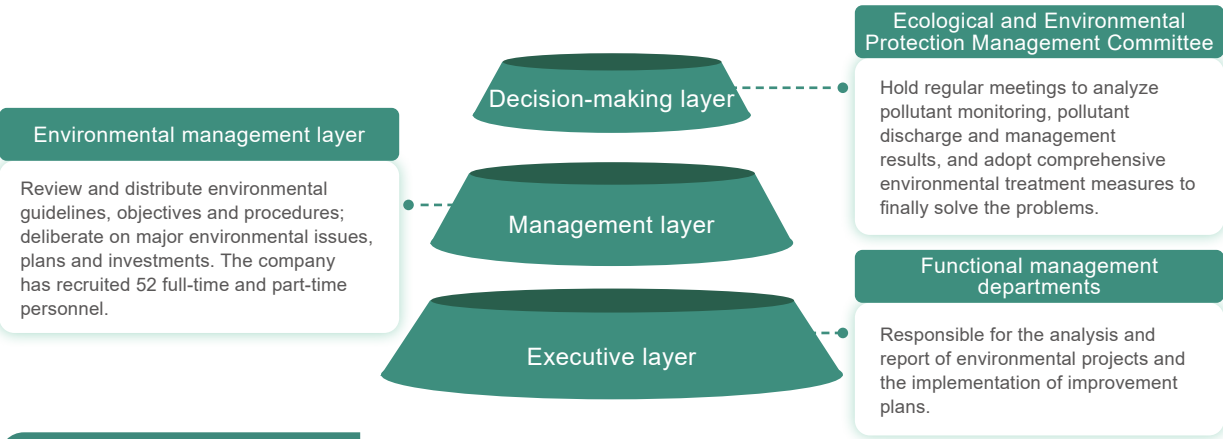 Ecological and Environmental
Protection Management Committee
Hold regular meetings to analyze
pollutant monitoring, pollutant
discharge and management
results, and adopt comprehensive
environmental treatment measures to
finally solve the problems.
Decision-making layer
Environmental management layer
Review and distribute environmental
guidelines, objectives and procedures;
deliberate on major environmental issues,
plans and investments. The company
has recruited 52 full-time and part-time
personnel.
Management layer
Functional management
departments
Responsible for the analysis and
report of environmental projects and
the implementation of improvement
plans.
Executive layer